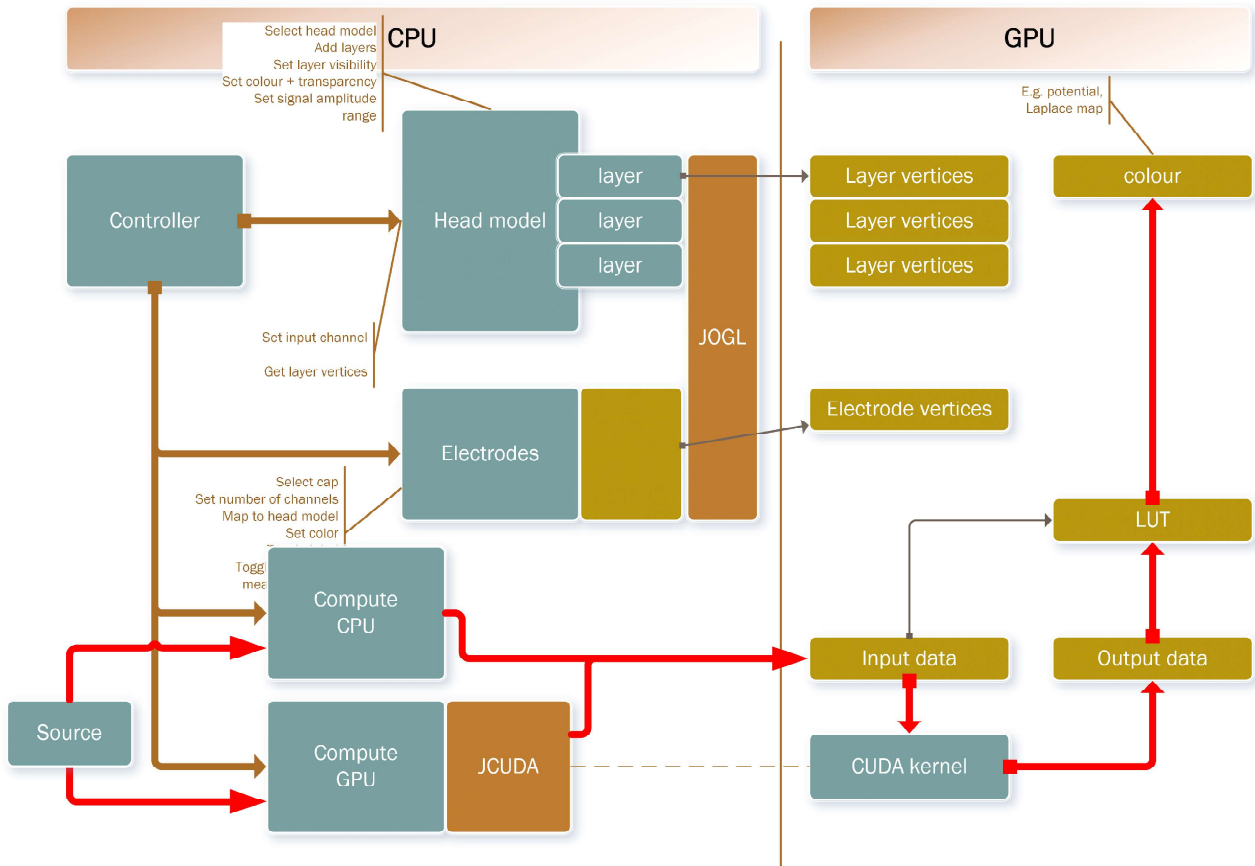 CPU
GPU
Select head model
Add layers
Set layer visibility
Set colour + transparency
Set signal amplitude
range
E.g. potential,
Laplace map
Controller
Head model
layer
layer
layer
JOGL
Layer vertices
Layer vertices
Layer vertices
colour
Set input channel
Get layer vertices
Electrodes
Electrode vertices
Select cap
Set number of channels
Map to head model
Set color
LUT
Compute
CPU
Input data
Output data
Source
Compute
GPU
JCUDA
CUDA kernel